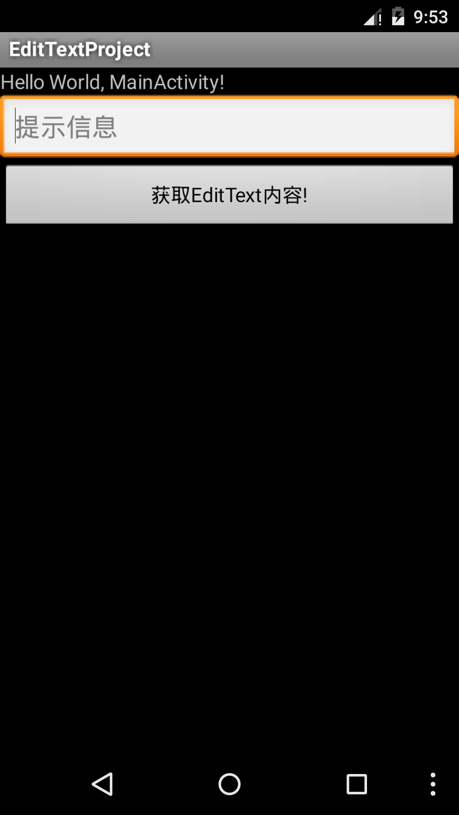 9:53
EditTextProject
Hello World, MainActivity!
提示信息
获取EditText内容!